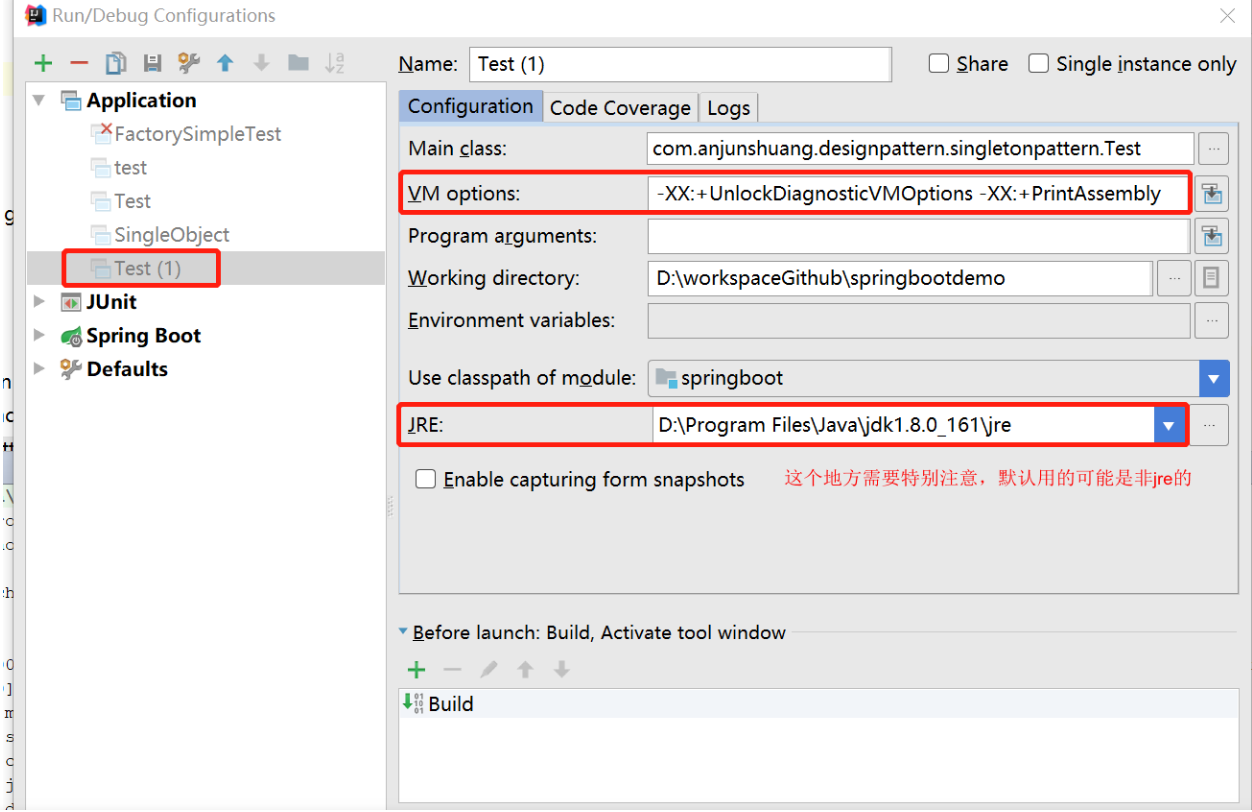 Run/Debug Configurations
Name: Test (1) Share Single instance only
Application
FactorySimpleTest
test
Test
SingleObject
Test (1)
JUnit
Spring Boot
Defaults
Configuration Code Coverage Logs
Main class: com.anjunshuang.designpattern.singletonpattern.Test
VM options: -XX:+UnlockDiagnosticVMOptions -XX:+PrintAssembly
Program arguments:
Working directory: D:\workspaceGithub\springbootdemo
Environment variables:
Use classpath of module: springboot
JRE: D:\Program Files\Java\jdk1.8.0_161\jre
Enable capturing form snapshots 这个地方需要特别注意，默认用的可能是非jre的
Before launch: Build, Activate tool window
Build